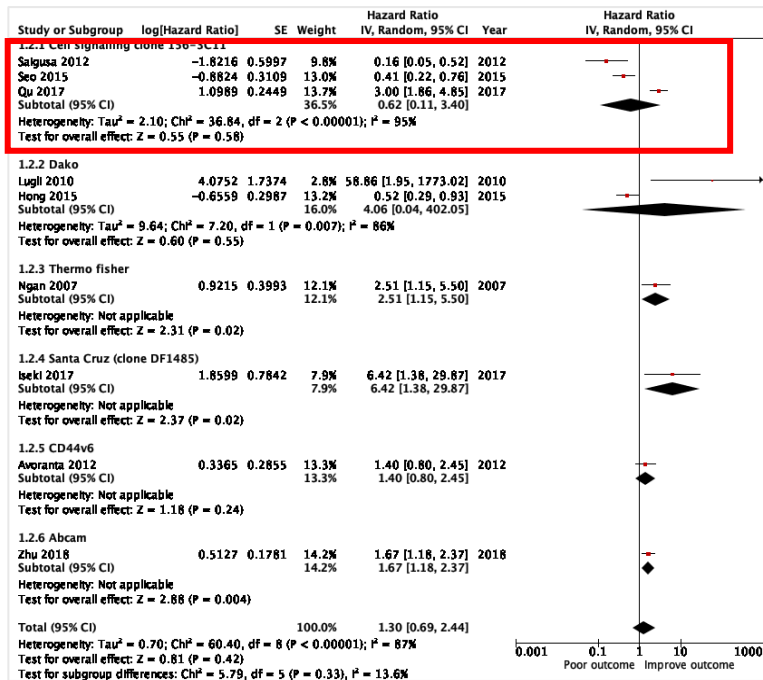 Hazard Ratio Hazard Ratio
Study or Subgroup log[Hazard Ratio] SE Weight IV, Random, 95% CI Year IV, Random, 95% CI
1.2.1 Cell signalling clone 156-3C11
Saigusa 2012 −1.8216 0.5997 9.8% 0.16 [0.05, 0.52] 2012
Seo 2015 −0.8824 0.3109 13.0% 0.41 [0.22, 0.76] 2015
Qu 2017 1.0989 0.2449 13.7% 3.00 [1.86, 4.85] 2017
Subtotal (95% CI) 36.5% 0.62 [0.11, 3.40]
Heterogeneity: Tau² = 2.10; Chi² = 36.84, df = 2 (P < 0.00001); I² = 95%
Test for overall effect: Z = 0.55 (P = 0.58)
1.2.2 Dako
Lugli 2010 4.0752 1.7374 2.8% 58.86 [1.95, 1773.02] 2010
Hong 2015 −0.6559 0.2987 13.2% 0.52 [0.29, 0.93] 2015
Subtotal (95% CI) 16.0% 4.06 [0.04, 402.05]
Heterogeneity: Tau² = 9.64; Chi² = 7.20, df = 1 (P = 0.007); I² = 86%
Test for overall effect: Z = 0.60 (P = 0.55)
1.2.3 Thermo fisher
Ngan 2007 0.9215 0.3993 12.1% 2.51 [1.15, 5.50] 2007
Subtotal (95% CI) 12.1% 2.51 [1.15, 5.50]
Heterogeneity: Not applicable
Test for overall effect: Z = 2.31 (P = 0.02)
1.2.4 Santa Cruz (clone DF1485)
Iseki 2017 1.8599 0.7842 7.9% 6.42 [1.38, 29.87] 2017
Subtotal (95% CI) 7.9% 6.42 [1.38, 29.87]
Heterogeneity: Not applicable
Test for overall effect: Z = 2.37 (P = 0.02)
1.2.5 CD44v6
Avoranta 2012 0.3365 0.2855 13.3% 1.40 [0.80, 2.45] 2012
Subtotal (95% CI) 13.3% 1.40 [0.80, 2.45]
Heterogeneity: Not applicable
Test for overall effect: Z = 1.18 (P = 0.24)
1.2.6 Abcam
Zhu 2018 0.5127 0.1781 14.2% 1.67 [1.18, 2.37] 2018
Subtotal (95% CI) 14.2% 1.67 [1.18, 2.37]
Heterogeneity: Not applicable
Test for overall effect: Z = 2.88 (P = 0.004)
Total (95% CI) 100.0% 1.30 [0.69, 2.44]
Heterogeneity: Tau² = 0.70; Chi² = 60.40, df = 8 (P < 0.00001); I² = 87%
Test for overall effect: Z = 0.81 (P = 0.42)
Test for subgroup differences: Chi² = 5.79, df = 5 (P = 0.33), I² = 13.6%
0.001 0.1 1 10 1000
Poor outcome Improve outcome